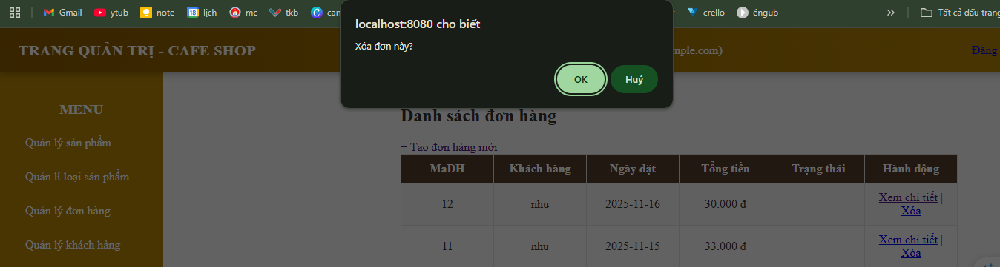 Gmail ytub note lịch mc tkb crello éngub Tất cả dấu trang
localhost:8080 cho biết
Xóa đơn này?
OK Huỷ
TRANG QUẢN TRỊ - CAFE SHOP
MENU
Quản lý sản phẩm
Quản lí loại sản phẩm
Quản lý đơn hàng
Quản lý khách hàng
Danh sách đơn hàng
+ Tạo đơn hàng mới
MaDH Khách hàng Ngày đặt Tổng tiền Trạng thái Hành động
12 nhu 2025-11-16 30.000 đ Xem chi tiết |
Xóa
11 nhu 2025-11-15 33.000 đ Xem chi tiết |
Xóa